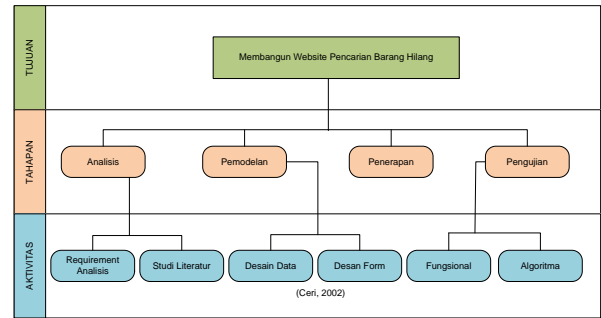 TUJUAN
Membangun Website Pencarian Barang Hilang
TAHAPAN
Analisis
Pemodelan
Penerapan
Pengujian
AKTIVITAS
Requirement
Analysis
Studi Literatur
Desain Data
Desan Form
Fungsional
Algoritma
(Ceri, 2002)